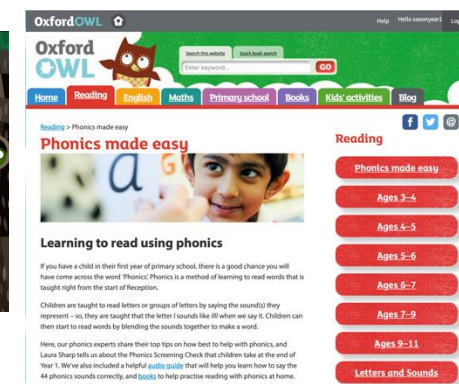 OxfordOWL
Help Hello saxonyear1 Log
Oxford
OWL
Search this website Quick book search
Enter keyword... GO
Home Reading English Maths Primary school Books Kids' activities Blog
Reading > Phonics made easy
Phonics made easy
a
Learning to read using phonics
If you have a child in their first year of primary school, there is a good chance you will
have come across the word 'Phonics'. Phonics is a method of learning to read words that is
taught right from the start of Reception.
Children are taught to read letters or groups of letters by saying the sound(s) they
represent – so, they are taught that the letter l sounds like llll when we say it. Children can
then start to read words by blending the sounds together to make a word.
Here, our phonics experts share their top tips on how best to help with phonics, and
Laura Sharp tells us about the Phonics Screening Check that children take at the end of
Year 1. We've also included a helpful audio guide that will help you learn how to say the
44 phonics sounds correctly, and books to help practise reading with phonics at home.
Reading
Phonics made easy
Ages 3–4
Ages 4–5
Ages 5–6
Ages 6–7
Ages 7–9
Ages 9–11
Letters and Sounds